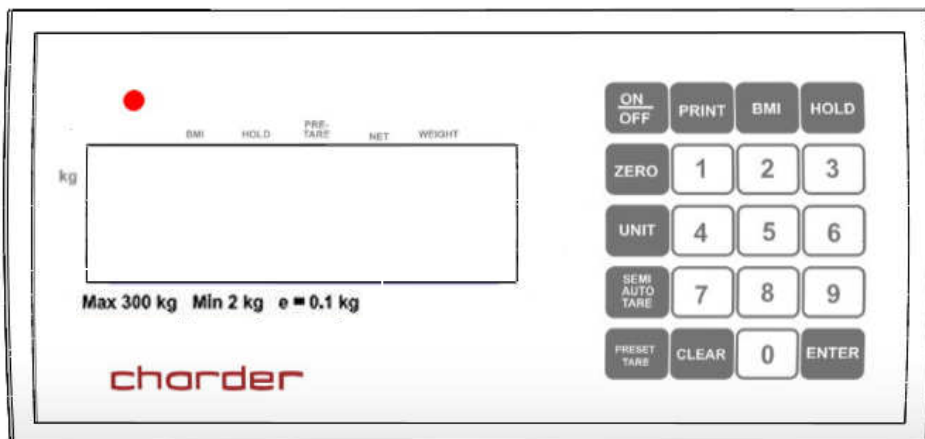 BMI HOLD PRE-TARE NET WEIGHT
kg
Max 300 kg Min 2 kg e = 0.1 kg
charder
ON/OFF PRINT BMI HOLD
ZERO 1 2 3
UNIT 4 5 6
SEMI AUTO TARE 7 8 9
PRESET TARE CLEAR 0 ENTER